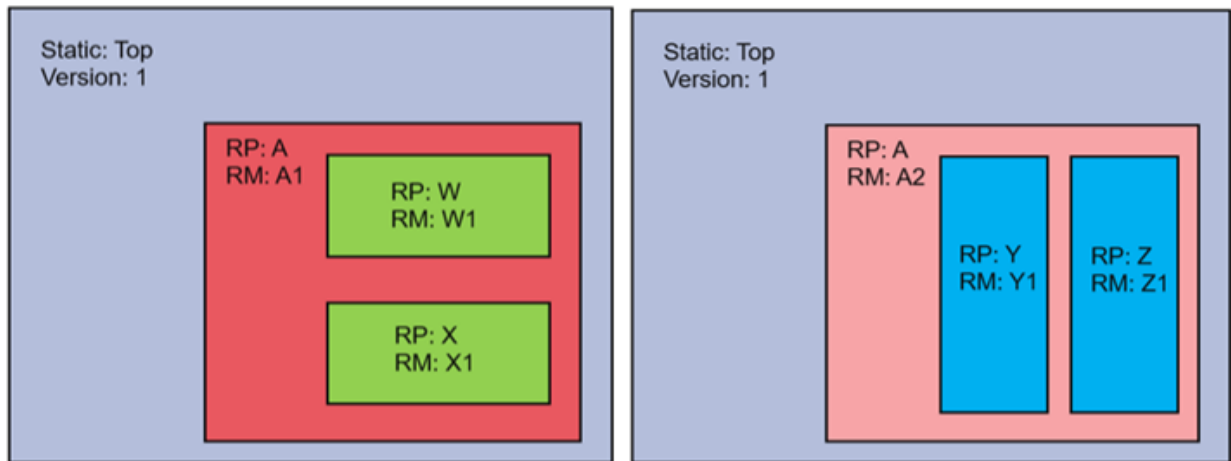 Static: Top
Version: 1
RP: A
RM: A1
RP: W
RM: W1
RP: X
RM: X1
Static: Top
Version: 1
RP: A
RM: A2
RP: Y
RM: Y1
RP: Z
RM: Z1